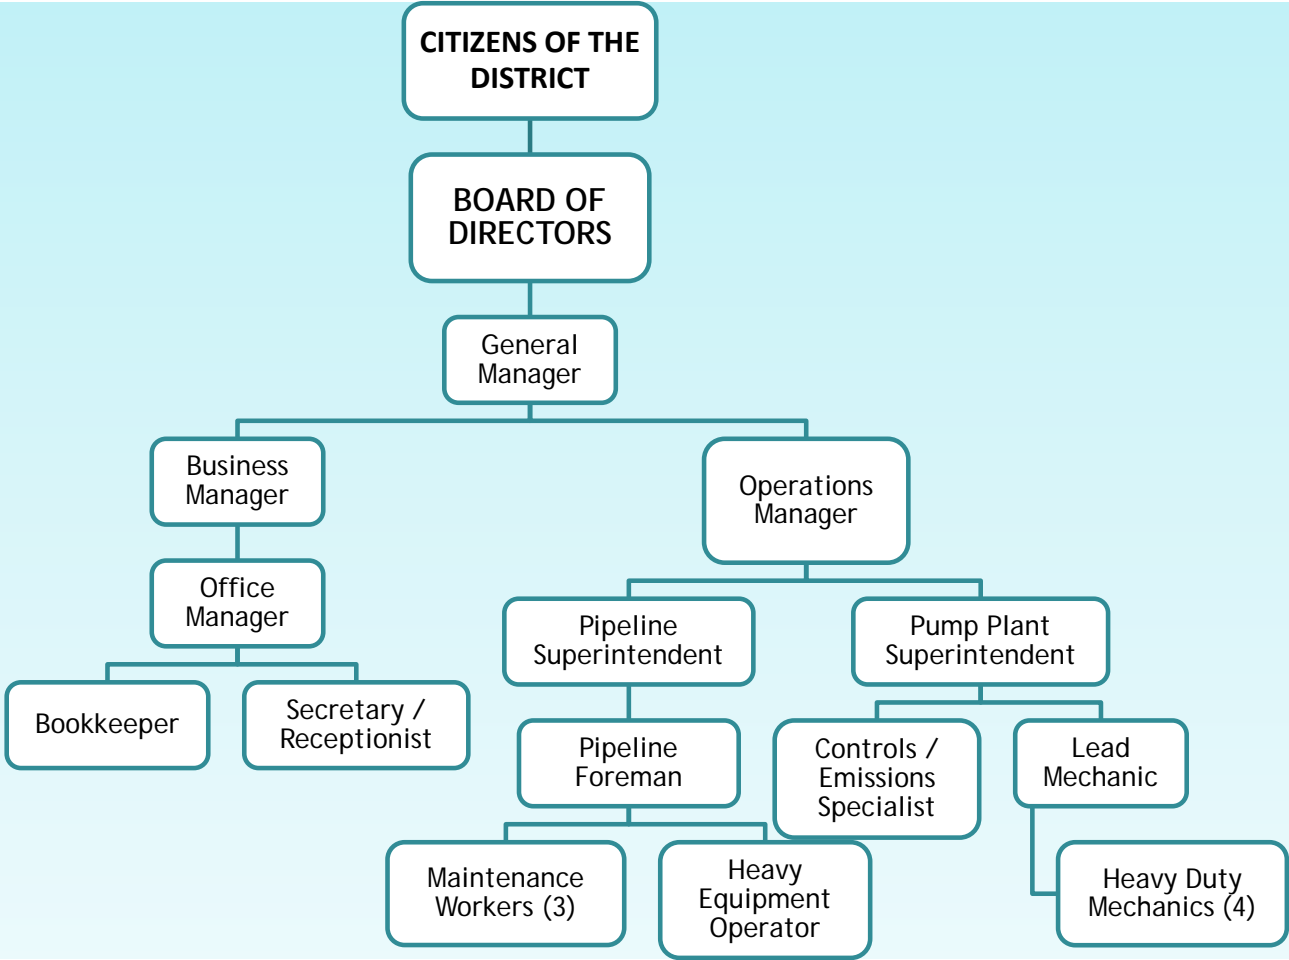 CITIZENS OF THE
DISTRICT
BOARD OF
DIRECTORS
General
Manager
Business
Manager
Operations
Manager
Office
Manager
Pipeline
Superintendent
Pump Plant
Superintendent
Bookkeeper
Secretary /
Receptionist
Pipeline
Foreman
Controls /
Emissions
Specialist
Lead
Mechanic
Maintenance
Workers (3)
Heavy
Equipment
Operator
Heavy Duty
Mechanics (4)